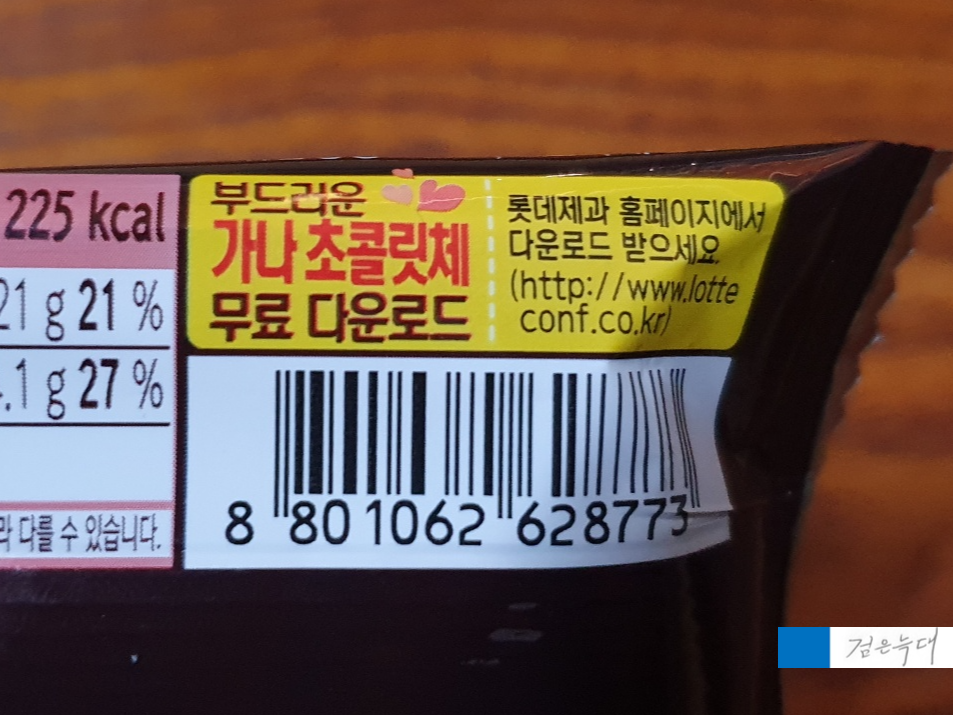 225 kcal
21 g 21 %
.1 g 27 %
다를 수 있습니다.
부드러운
가나 초콜릿체
무료 다운로드
롯데제과 홈페이지에서
다운로드 받으세요.
(http://www.lotte
conf.co.kr)
8 801062 628773
검은늑대